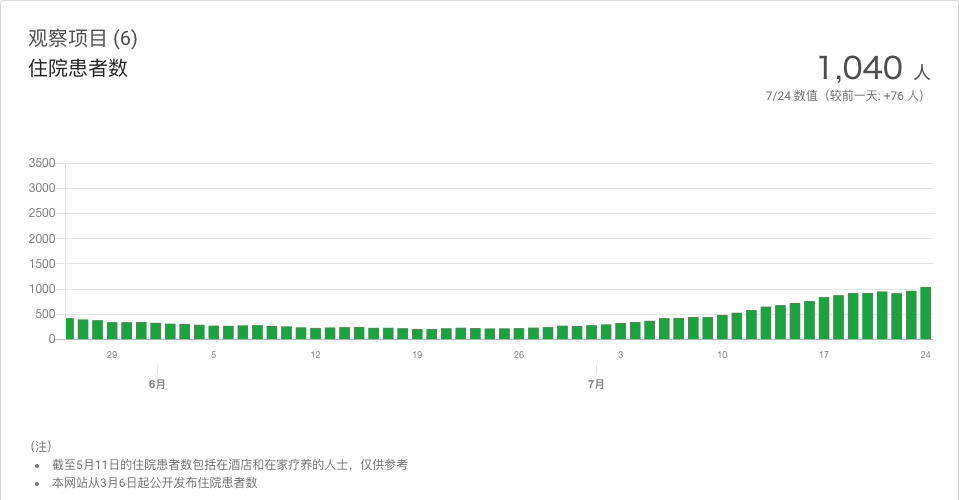 观察项目 (6)
住院患者数
1,040 人
7/24 数值（较前一天: +76 人）
3500
3000
2500
2000
1500
1000
500
0
29 5 12 19 26 3 10 17 24
6月 7月
（注）
• 截至5月11日的住院患者数包括在酒店和在家疗养的人士，仅供参考
• 本网站从3月6日起公开发布住院患者数